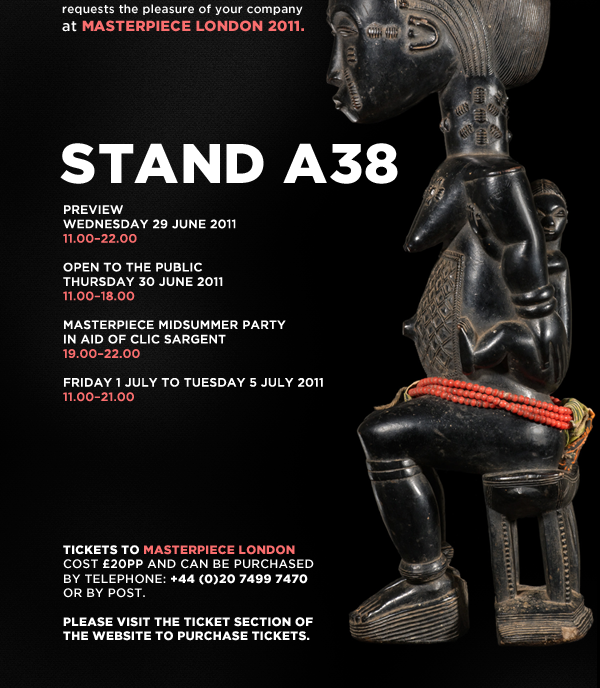 requests the pleasure of your company
at MASTERPIECE LONDON 2011.
STAND A38
PREVIEW
WEDNESDAY 29 JUNE 2011
11.00–22.00
OPEN TO THE PUBLIC
THURSDAY 30 JUNE 2011
11.00–18.00
MASTERPIECE MIDSUMMER PARTY
IN AID OF CLIC SARGENT
19.00–22.00
FRIDAY 1 JULY TO TUESDAY 5 JULY 2011
11.00–21.00
TICKETS TO MASTERPIECE LONDON
COST £20PP AND CAN BE PURCHASED
BY TELEPHONE: +44 (0)20 7499 7470
OR BY POST.
PLEASE VISIT THE TICKET SECTION OF
THE WEBSITE TO PURCHASE TICKETS.